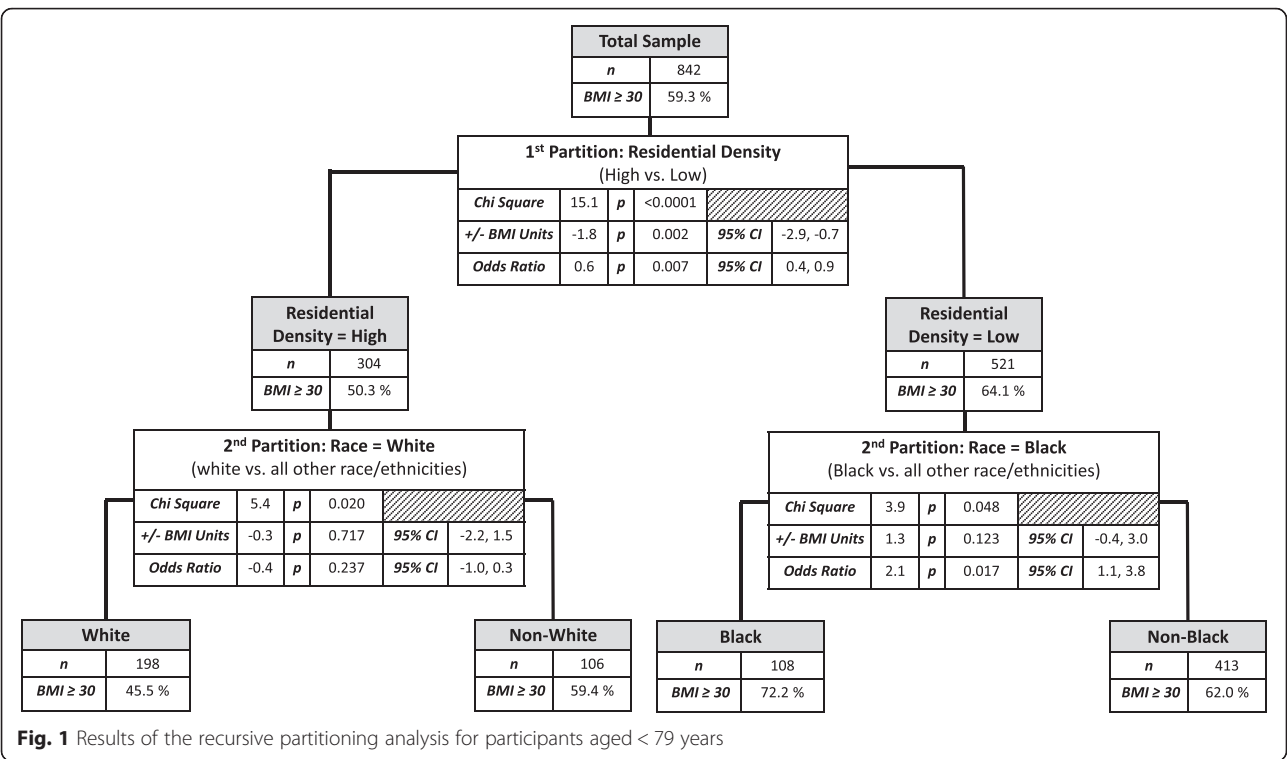 Total Sample
n 842
BMI ≥ 30 59.3 %
1st Partition: Residential Density
(High vs. Low)
Chi Square 15.1 p <0.0001
+/- BMI Units -1.8 p 0.002 95% CI -2.9, -0.7
Odds Ratio 0.6 p 0.007 95% CI 0.4, 0.9
Residential
Density = High
n 304
BMI ≥ 30 50.3 %
Residential
Density = Low
n 521
BMI ≥ 30 64.1 %
2nd Partition: Race = White
(white vs. all other race/ethnicities)
Chi Square 5.4 p 0.020
+/- BMI Units -0.3 p 0.717 95% CI -2.2, 1.5
Odds Ratio -0.4 p 0.237 95% CI -1.0, 0.3
2nd Partition: Race = Black
(Black vs. all other race/ethnicities)
Chi Square 3.9 p 0.048
+/- BMI Units 1.3 p 0.123 95% CI -0.4, 3.0
Odds Ratio 2.1 p 0.017 95% CI 1.1, 3.8
White
n 198
BMI ≥ 30 45.5 %
Non-White
n 106
BMI ≥ 30 59.4 %
Black
n 108
BMI ≥ 30 72.2 %
Non-Black
n 413
BMI ≥ 30 62.0 %
Fig. 1 Results of the recursive partitioning analysis for participants aged < 79 years